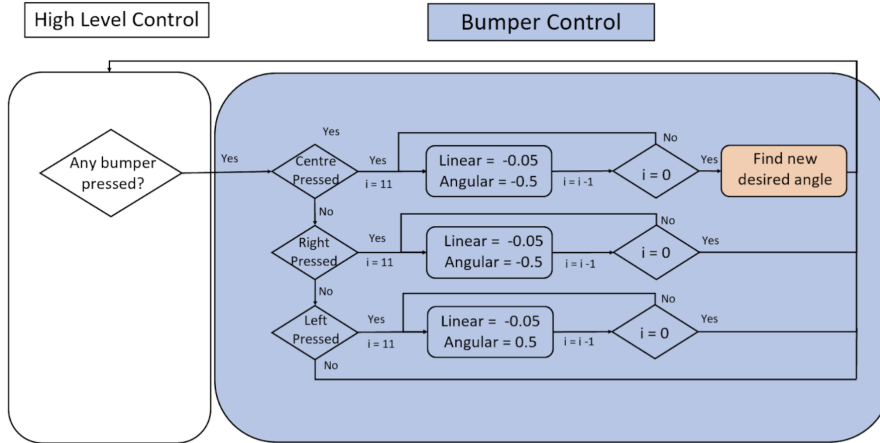 High Level Control
Bumper Control
Any bumper
pressed?
Yes
Yes
Centre
Pressed
Yes
i = 11
Linear = -0.05
Angular = -0.5
i = i -1
No
i = 0
Yes
Find new
desired angle
No
Right
Pressed
Yes
i = 11
Linear = -0.05
Angular = -0.5
i = i -1
No
i = 0
Yes
No
Left
Pressed
Yes
i = 11
Linear = -0.05
Angular = 0.5
i = i -1
No
i = 0
Yes
No